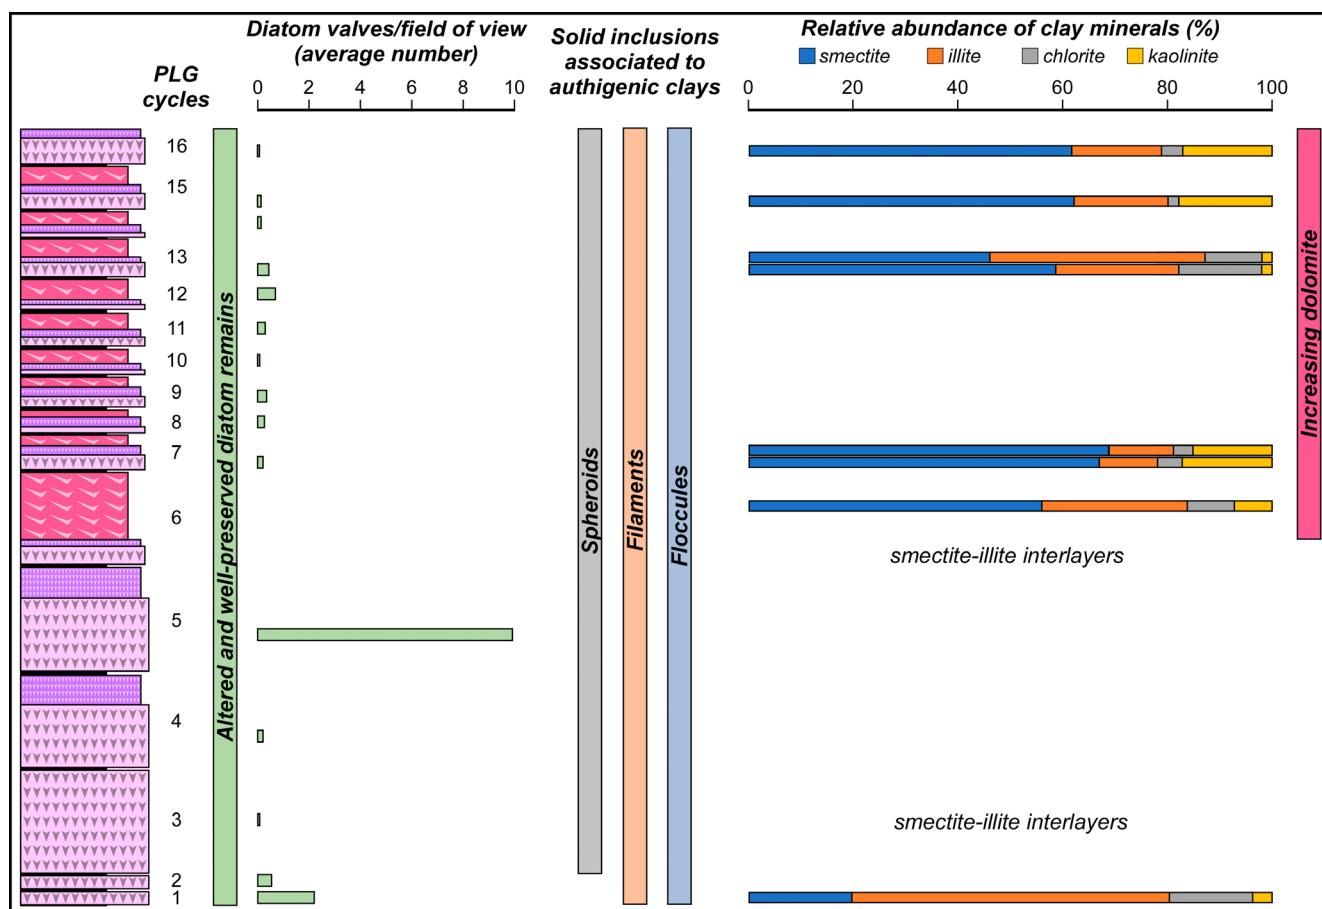 Diatom valves/field of view
(average number)
Solid inclusions
associated to
authigenic clays
Relative abundance of clay minerals (%)
smectite
illite
chlorite
kaolinite
PLG
cycles
0 2 4 6 8 10
0 20 40 60 80 100
16
15
13
12
11
10
9
8
7
6
5
4
3
2
1
Altered and well-preserved diatom remains
Spheroids
Filaments
Floccules
smectite-illite interlayers
smectite-illite interlayers
Increasing dolomite